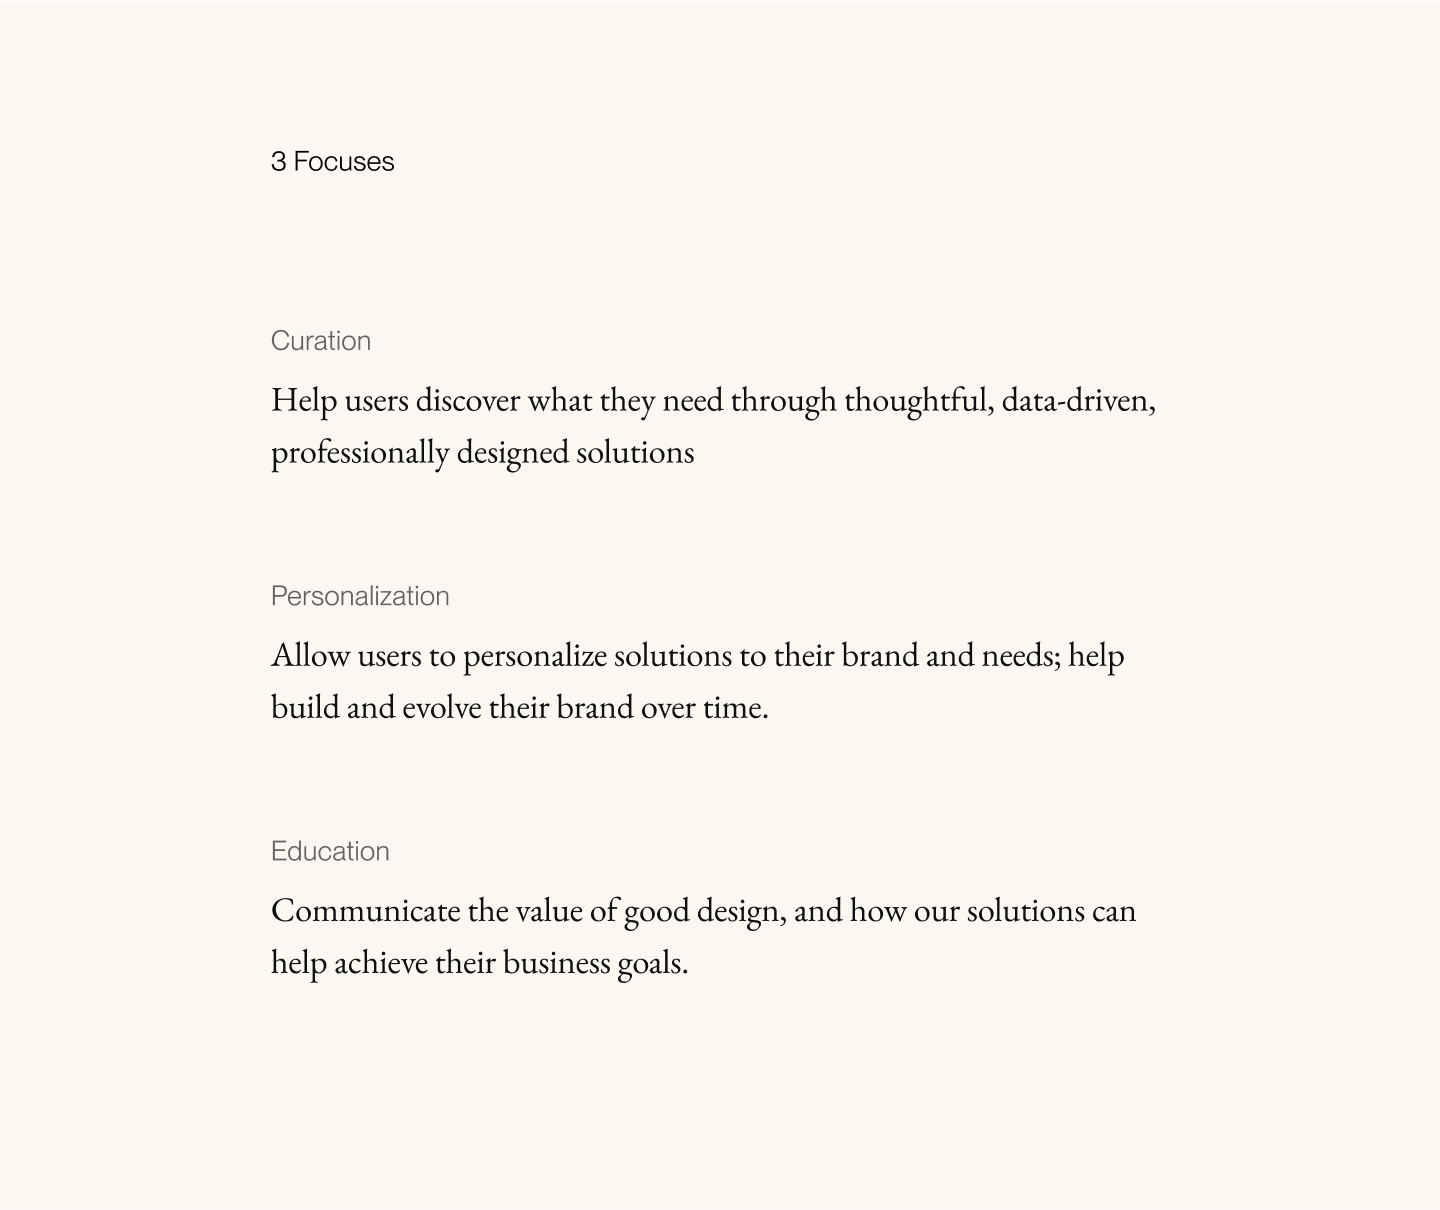 3 Focuses
Curation
Help users discover what they need through thoughtful, data-driven,
professionally designed solutions
Personalization
Allow users to personalize solutions to their brand and needs; help
build and evolve their brand over time.
Education
Communicate the value of good design, and how our solutions can
help achieve their business goals.